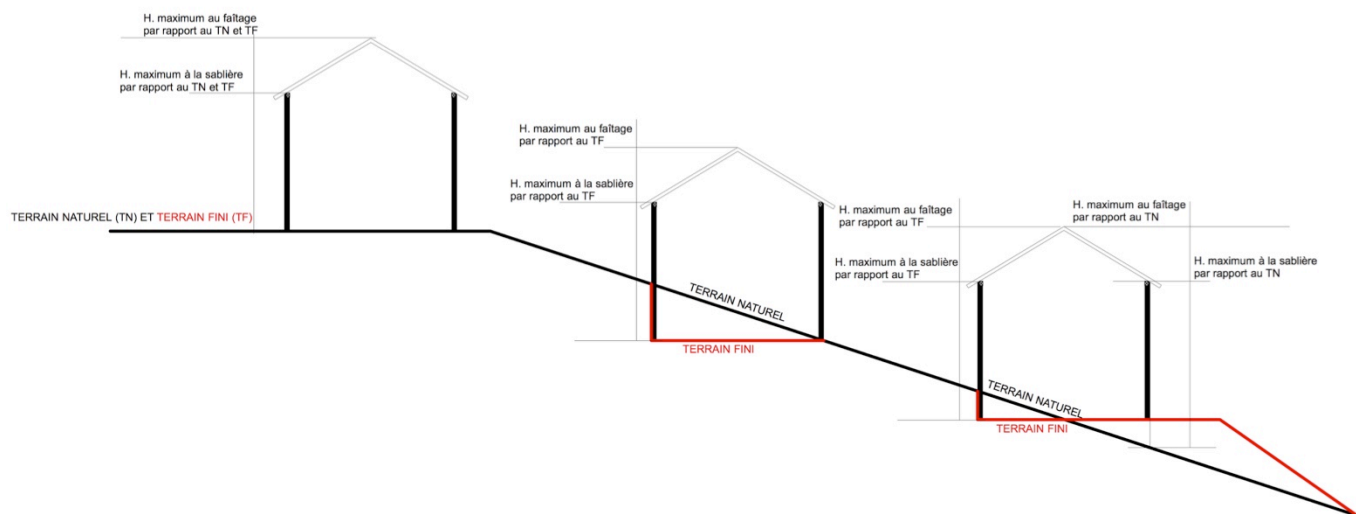 H. maximum au faîtage
par rapport au TN et TF
H. maximum à la sablière
par rapport au TN et TF
TERRAIN NATUREL (TN) ET TERRAIN FINI (TF)
H. maximum au faîtage
par rapport au TF
H. maximum à la sablière
par rapport au TF
TERRAIN NATUREL
TERRAIN FINI
H. maximum au faîtage
par rapport au TF
H. maximum à la sablière
par rapport au TF
H. maximum au faîtage
par rapport au TN
H. maximum à la sablière
par rapport au TN
TERRAIN NATUREL
TERRAIN FINI